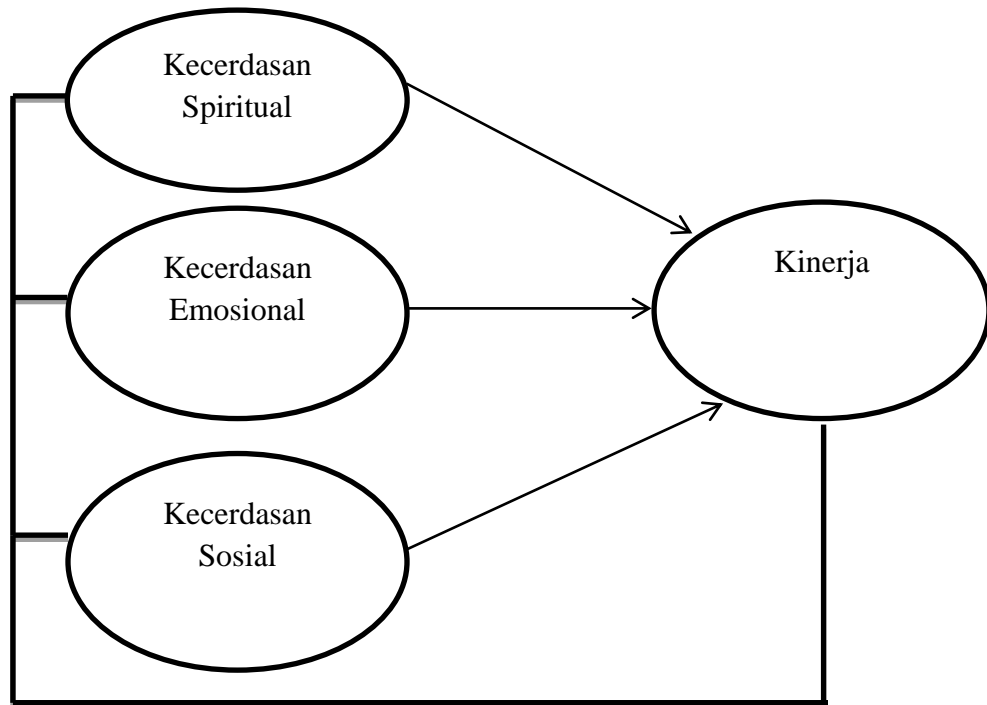 Kecerdasan
Spiritual
Kecerdasan
Emosional
Kinerja
Kecerdasan
Sosial